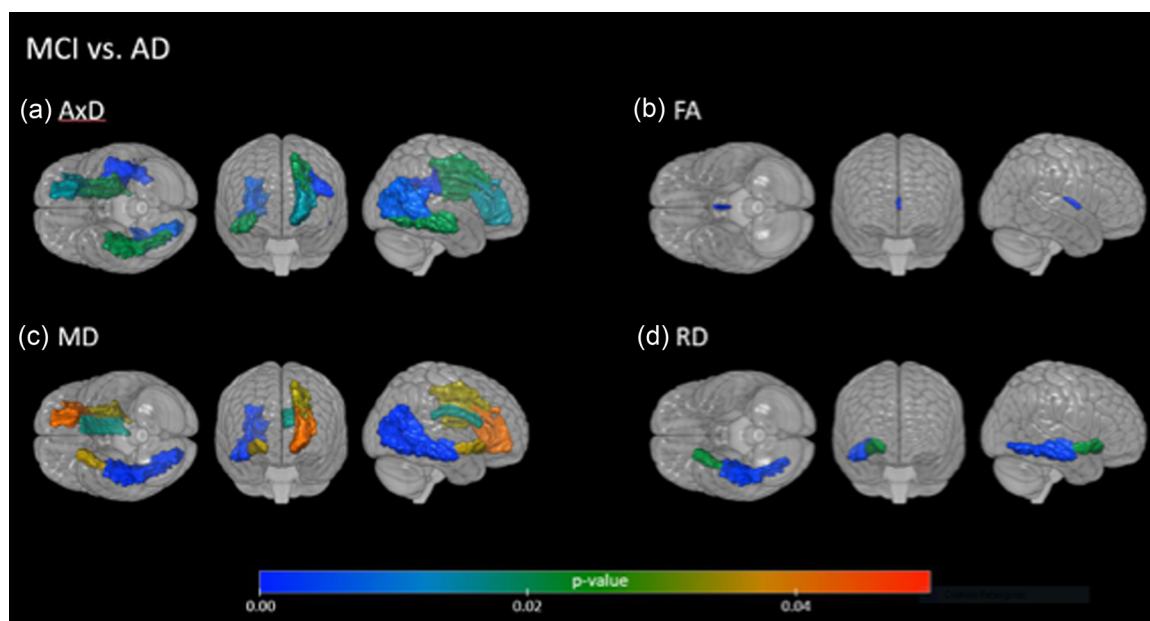 MCI vs. AD
(a) AxD
(b) FA
(c) MD
(d) RD
p-value
0.00 0.02 0.04